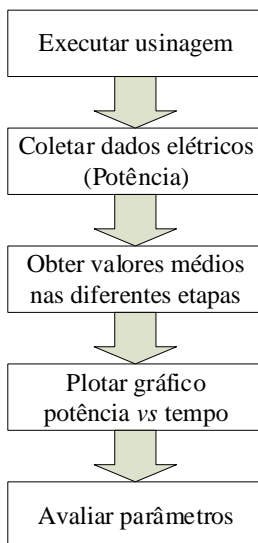 Executar usinagem
Coletar dados elétricos
(Potência)
Obter valores médios
nas diferentes etapas
Plotar gráfico
potência vs tempo
Avaliar parâmetros